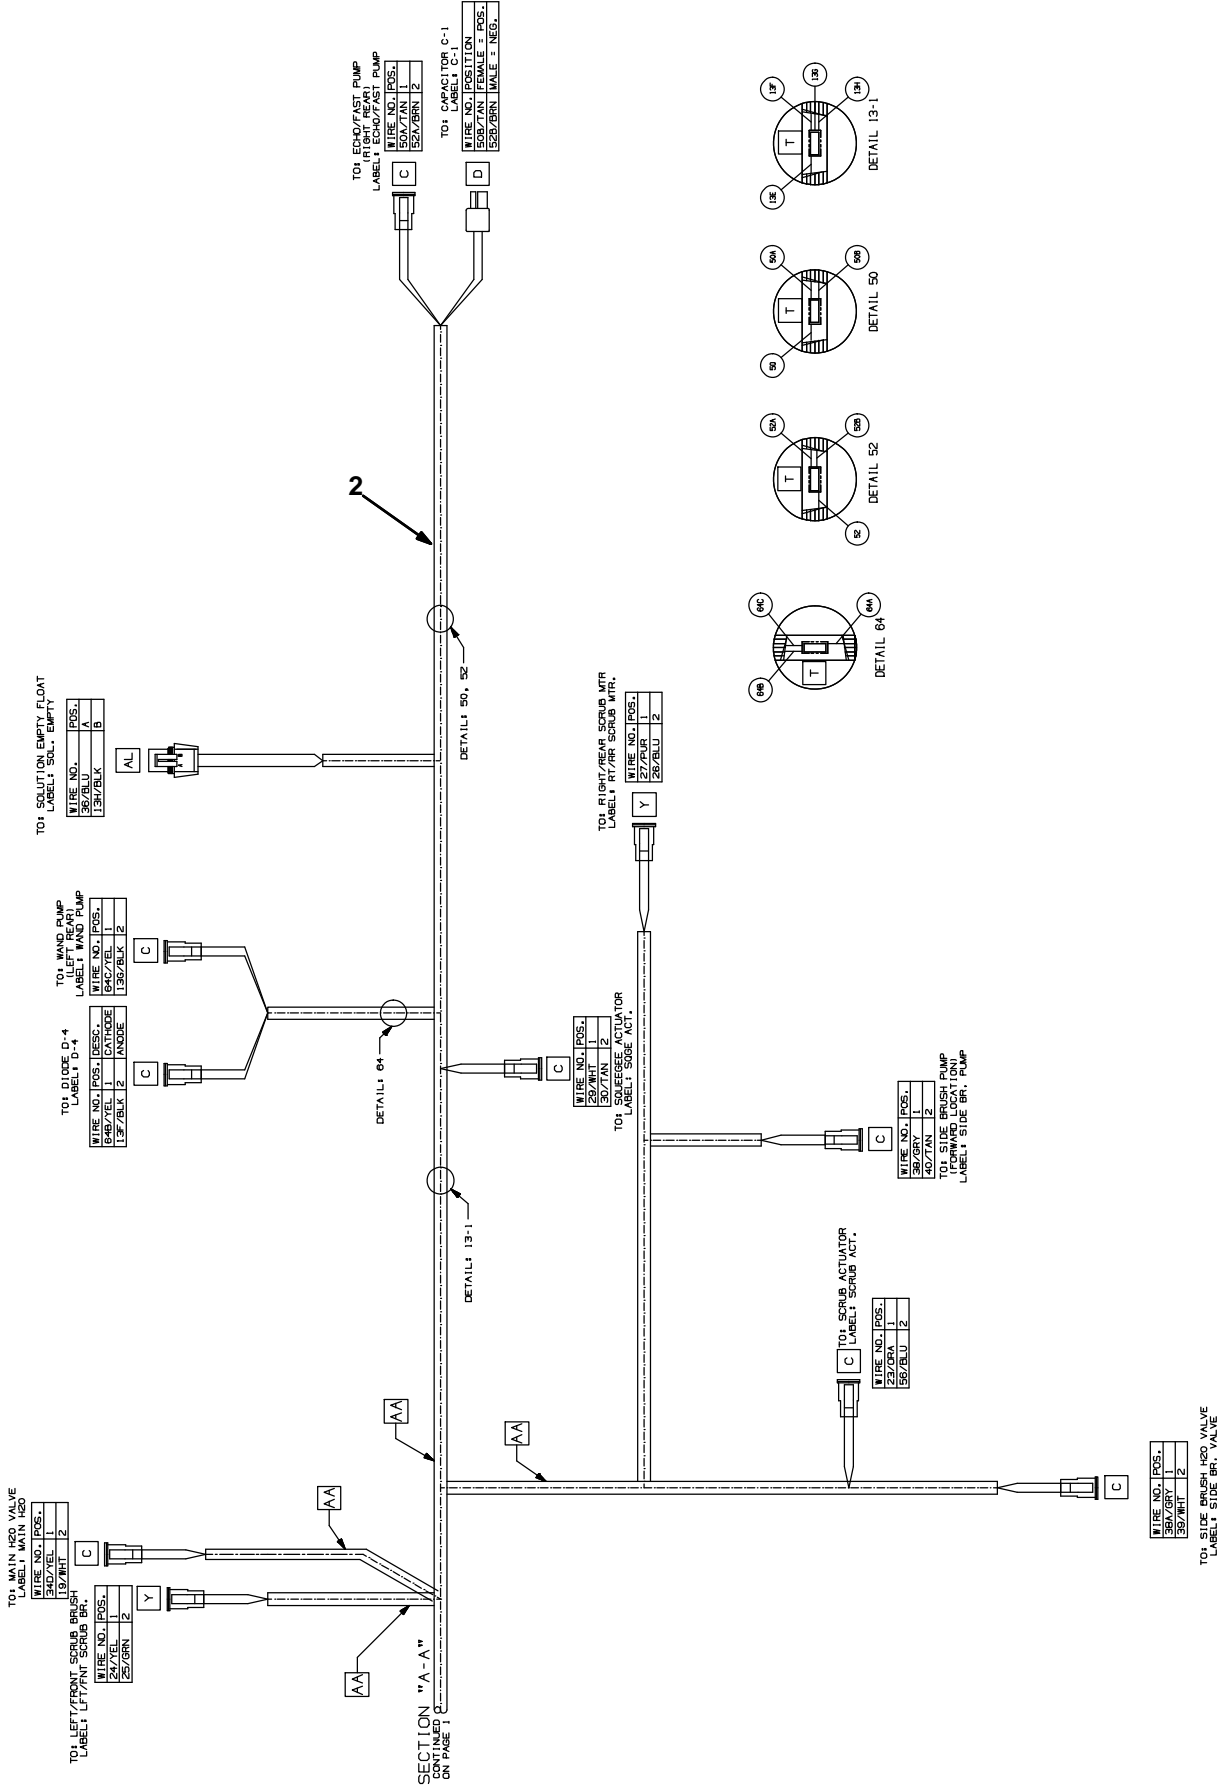 TO: MAIN H20 VALVE
LABEL: MAIN H20
WIRE NO. POS.
34D/YEL 1
19/WHT 2
C
TO: LEFT/FRONT SCRUB BRUSH
LABEL: LFT/FNT SCRUB BR.
WIRE NO. POS.
24/YEL 1
25/GRN 2
Y
AA
AA
AA
AA
SECTION "A-A"
CONTINUED
ON PAGE 1
TO: DIODE D-4
LABEL: D-4
WIRE NO. POS. DESC.
64B/YEL 1 CATHODE
13F/BLK 2 ANODE
C
TO: WAND PUMP
(LEFT REAR)
LABEL: WAND PUMP
WIRE NO. POS.
64C/YEL 1
13G/BLK 2
C
TO: SOLUTION EMPTY FLOAT
LABEL: SOL. EMPTY
WIRE NO. POS.
36/BLU A
13H/BLK B
AL
2
TO: ECHO/FAST PUMP
(RIGHT REAR)
LABEL: ECHO/FAST PUMP
WIRE NO. POS.
50A/TAN 1
52A/BRN 2
C
TO: CAPACITOR C-1
LABEL: C-1
WIRE NO. POSITION
50B/TAN FEMALE = POS.
52B/BRN MALE = NEG.
D
DETAIL: 13-1
DETAIL: 64
DETAIL: 50, 52
C
WIRE NO. POS.
29/WHT 1
30/TAN 2
TO: SQUEEGEE ACTUATOR
LABEL: SQGE ACT.
TO: RIGHT/REAR SCRUB MTR
LABEL: RT/RR SCRUB MTR.
WIRE NO. POS.
27/PUR 1
26/BLU 2
Y
C
WIRE NO. POS.
38/GRY 1
40/TAN 2
TO: SIDE BRUSH PUMP
(FORWARD LOCATION)
LABEL: SIDE BR. PUMP
C
TO: SCRUB ACTUATOR
LABEL: SCRUB ACT.
WIRE NO. POS.
23/ORA 1
56/BLU 2
C
WIRE NO. POS.
38A/GRY 1
39/WHT 2
TO: SIDE BRUSH H20 VALVE
LABEL: SIDE BR. VALVE
64B
64C
T
64A
DETAIL 64
52
T
52A
52B
DETAIL 52
50
T
50A
50B
DETAIL 50
13E
T
13F
13G
13H
DETAIL 13-1